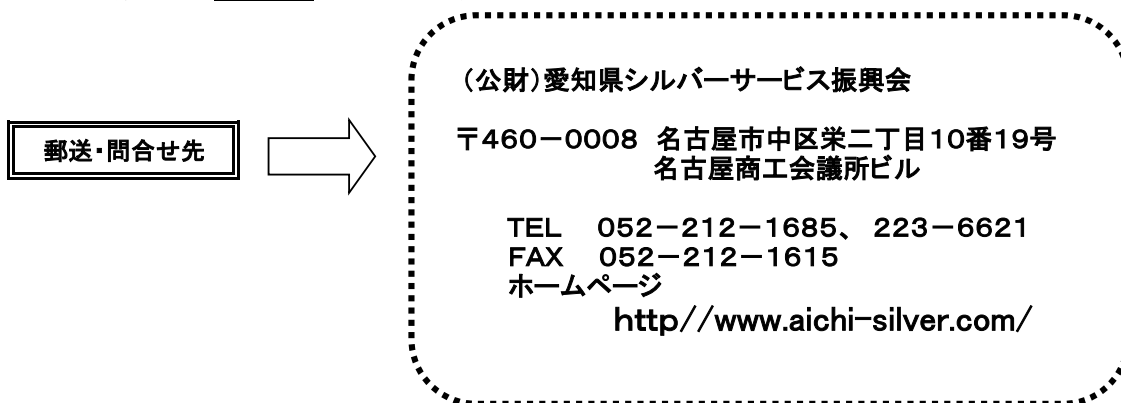 （公財）愛知県シルバーサービス振興会
郵送・問合せ先
〒460－0008 名古屋市中区栄二丁目10番19号
名古屋商工会議所ビル
TEL 052－212－1685、223－6621
FAX 052－212－1615
ホームページ
http//www.aichi-silver.com/